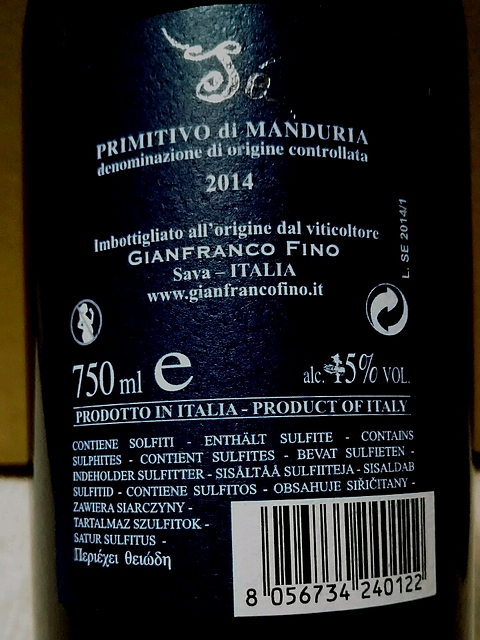 PRIMITIVO di MANDURIA
denominazione di origine controllata
2014
Imbottigliato all'origine dal viticoltore
GIANFRANCO FINO
Sava – ITALIA
www.gianfrancofino.it
L. SE 2014/1
750 ml e
alc. 15% VOL.
PRODOTTO IN ITALIA - PRODUCT OF ITALY
CONTIENE SOLFITI - ENTHÄLT SULFITE - CONTAINS
SULPHITES - CONTIENT SULFITES - BEVAT SULFIETEN -
INDEHOLDER SULFITTER - SISÄLTÄÄ SULFIITEJA - SISALDAB
SULFITID - CONTIENE SULFITOS - OBSAHUJE SIŘIČITANY -
ZAWIERA SIARCZYNY -
TARTALMAZ SZULFITOK -
SATUR SULFITUS -
Περιέχει θειώδη
8 056734 240122